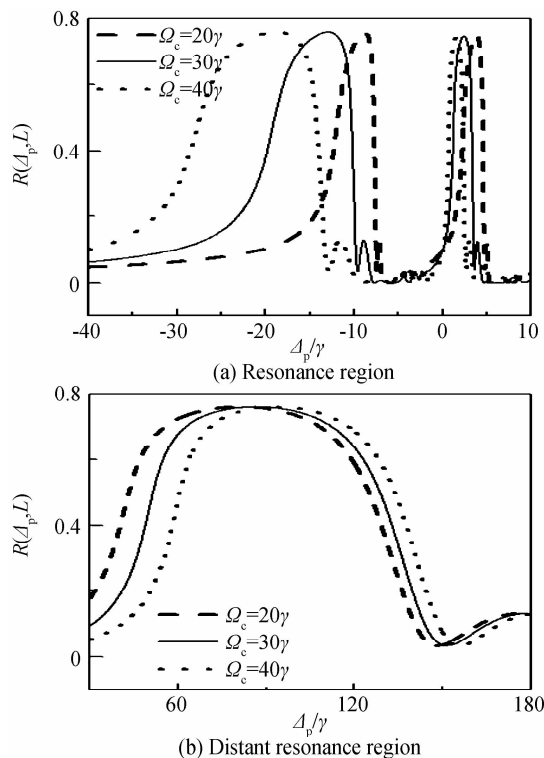 0.8
0.4
0
R(Δp,L)
Ωc=20γ
Ωc=30γ
Ωc=40γ
-40 -30 -20 -10 0 10
Δp/γ
(a) Resonance region
0.8
0.4
0
R(Δp,L)
Ωc=20γ
Ωc=30γ
Ωc=40γ
60 120 180
Δp/γ
(b) Distant resonance region